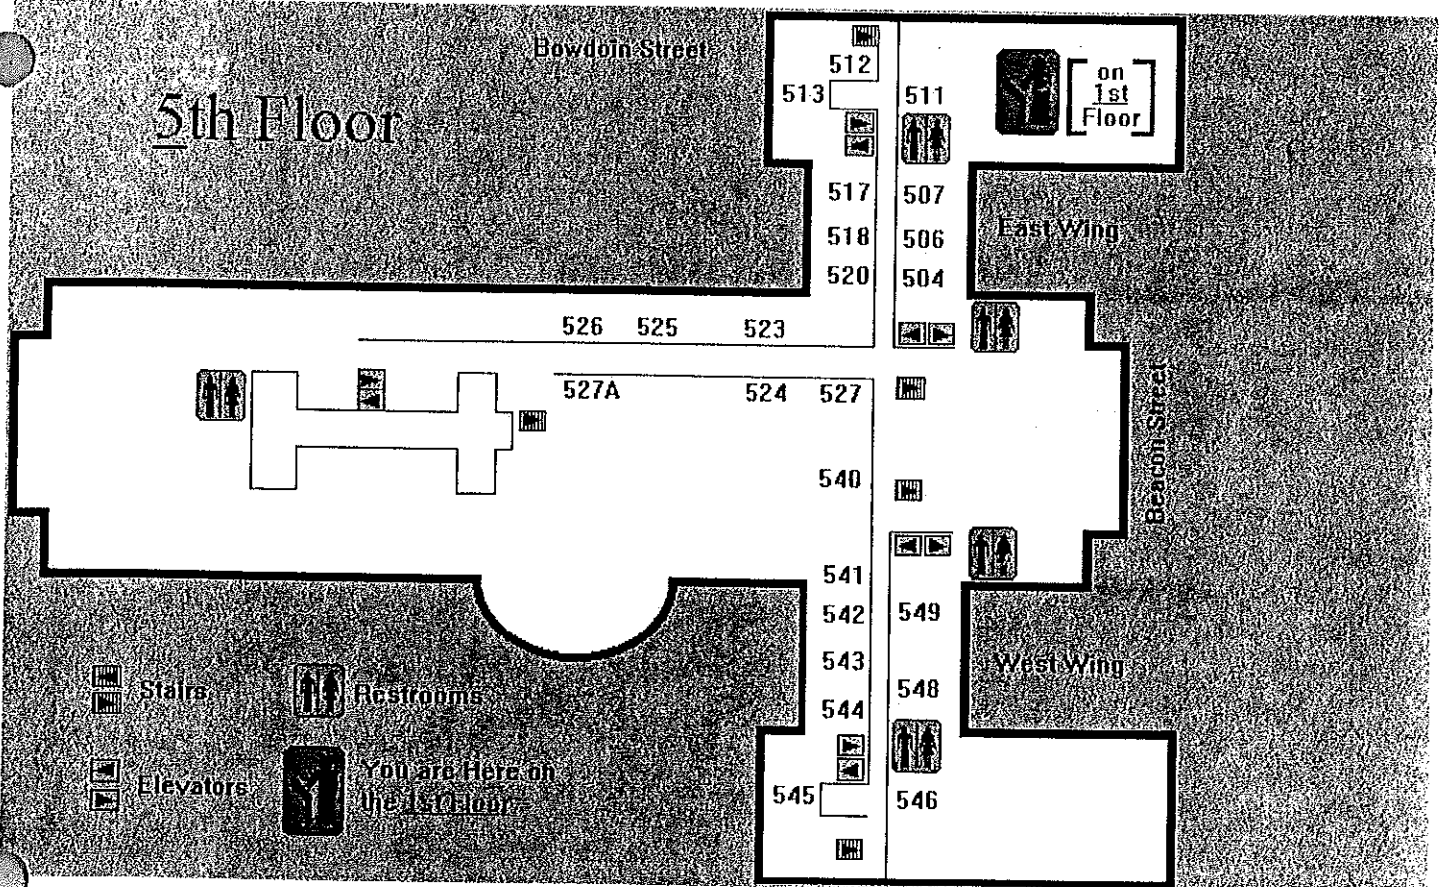 Bowdoin Street
5th Floor
512
513
511
on
1st
Floor
517
507
518
506
East Wing
520
504
526
525
523
527A
524
527
Beacon Street
540
541
542
549
543
West Wing
548
544
545
546
Stairs
Restrooms
Elevators
You are Here on
the 1st Floor